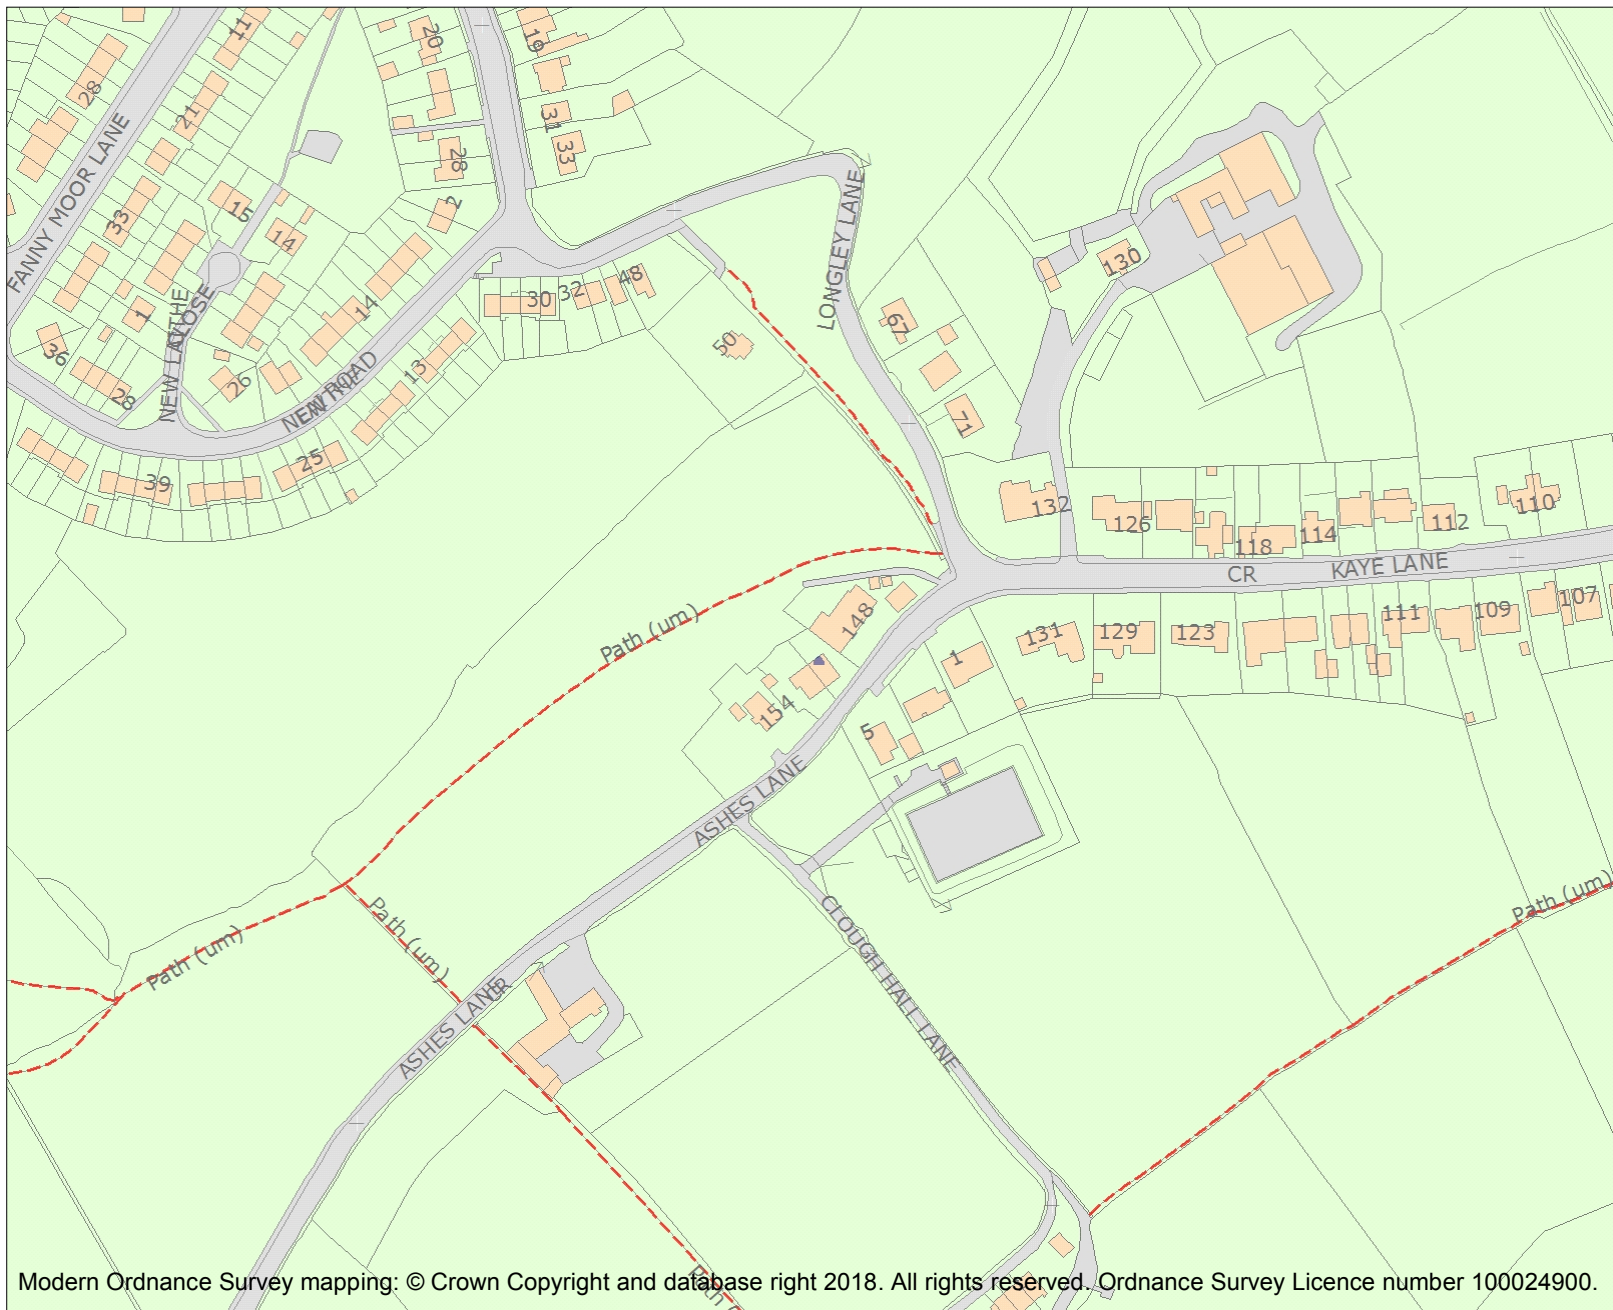 11
20
19
28
21
31
33
28
FANNY MOOR LANE
33
15
14
2
LONGLEY LANE
130
1
NEW LAITHE
CLOSE
14
30
32
48
67
36
28
26
NEW ROAD
13
50
71
39
25
132
126
118
114
112
110
CR
KAYE LANE
Path (um)
148
131
129
123
111
109
107
1
154
5
ASHES LANE
CLOUGH HALL LANE
Path (um)
Path (um)
Path (um)
ASHES LANE
CR
Path (
Modern Ordnance Survey mapping: © Crown Copyright and database right 2018. All rights reserved. Ordnance Survey Licence number 100024900.